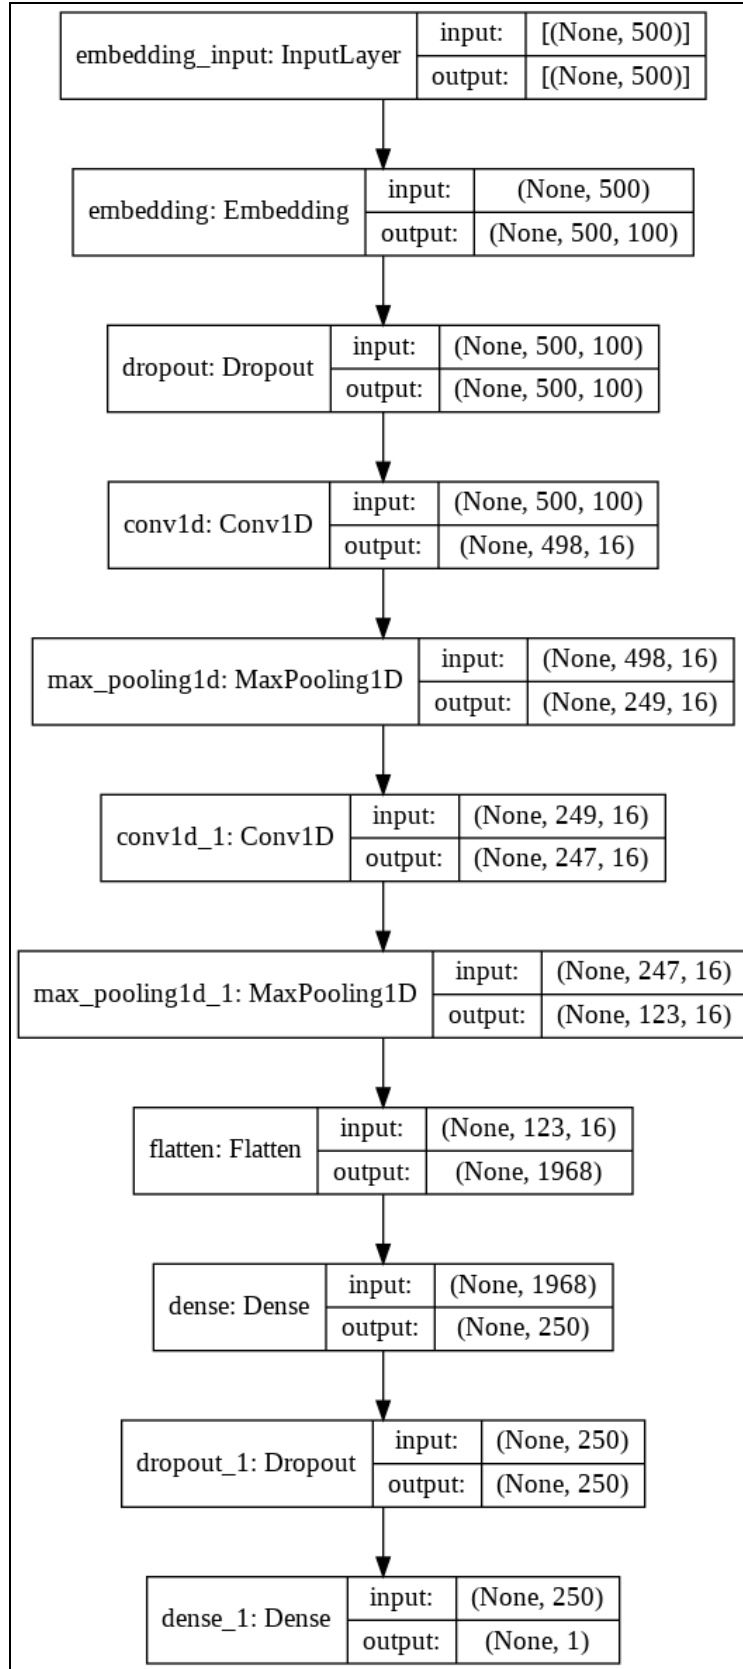 embedding_input: InputLayer
input: [(None, 500)]
output: [(None, 500)]
embedding: Embedding
input: (None, 500)
output: (None, 500, 100)
dropout: Dropout
input: (None, 500, 100)
output: (None, 500, 100)
conv1d: Conv1D
input: (None, 500, 100)
output: (None, 498, 16)
max_pooling1d: MaxPooling1D
input: (None, 498, 16)
output: (None, 249, 16)
conv1d_1: Conv1D
input: (None, 249, 16)
output: (None, 247, 16)
max_pooling1d_1: MaxPooling1D
input: (None, 247, 16)
output: (None, 123, 16)
flatten: Flatten
input: (None, 123, 16)
output: (None, 1968)
dense: Dense
input: (None, 1968)
output: (None, 250)
dropout_1: Dropout
input: (None, 250)
output: (None, 250)
dense_1: Dense
input: (None, 250)
output: (None, 1)